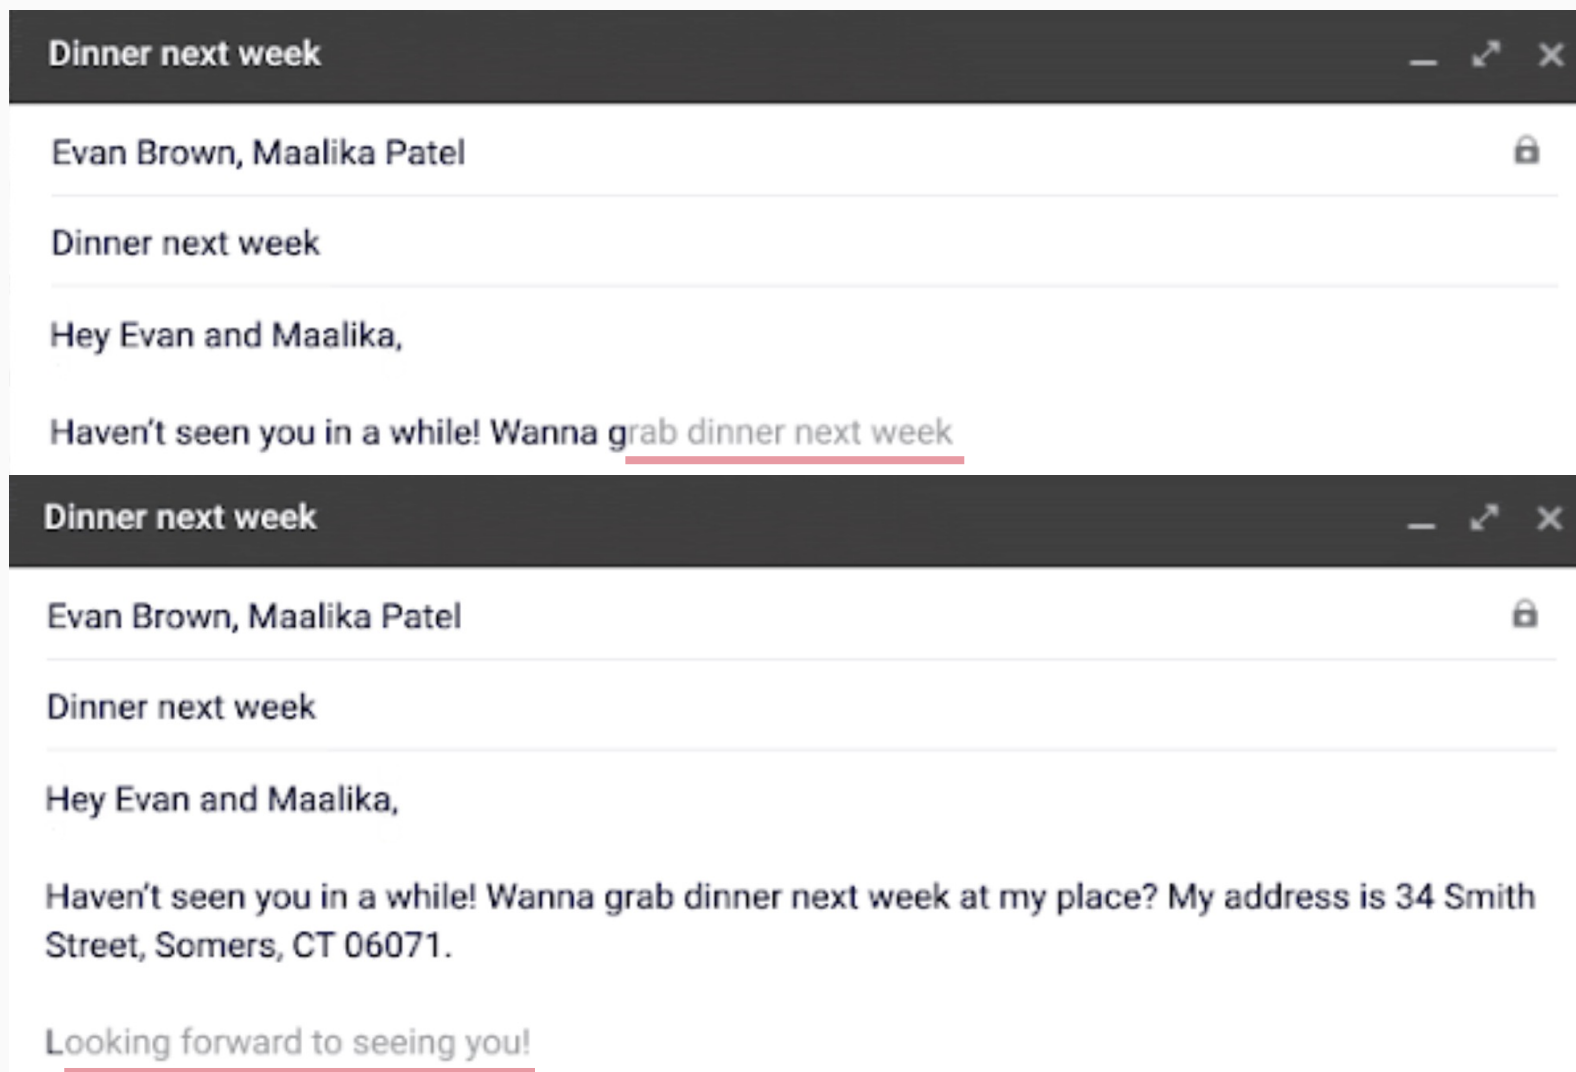 Dinner next week
Evan Brown, Maalika Patel
Dinner next week
Hey Evan and Maalika,
Haven't seen you in a while! Wanna grab dinner next week
Dinner next week
Evan Brown, Maalika Patel
Dinner next week
Hey Evan and Maalika,
Haven't seen you in a while! Wanna grab dinner next week at my place? My address is 34 Smith
Street, Somers, CT 06071.
Looking forward to seeing you!